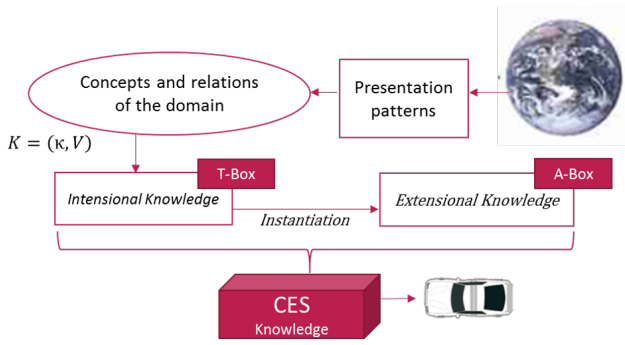 Concepts and relations
of the domain
Presentation
patterns
K = (κ, V)
T-Box
A-Box
Intensional Knowledge
Extensional Knowledge
Instantiation
CES
Knowledge